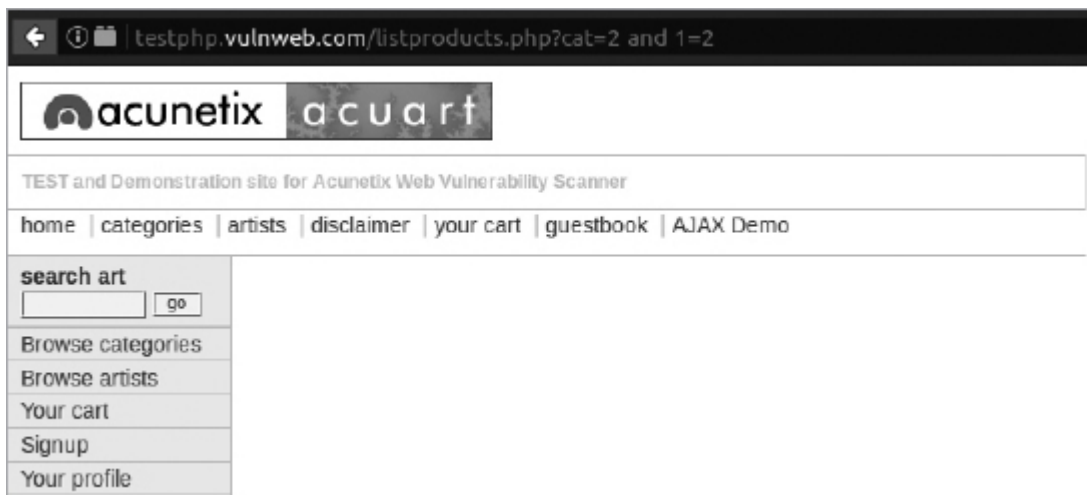 testphp.vulnweb.com/listproducts.php?cat=2 and 1=2
acunetix acuart
TEST and Demonstration site for Acunetix Web Vulnerability Scanner
home | categories | artists | disclaimer | your cart | guestbook | AJAX Demo
search art
go
Browse categories
Browse artists
Your cart
Signup
Your profile